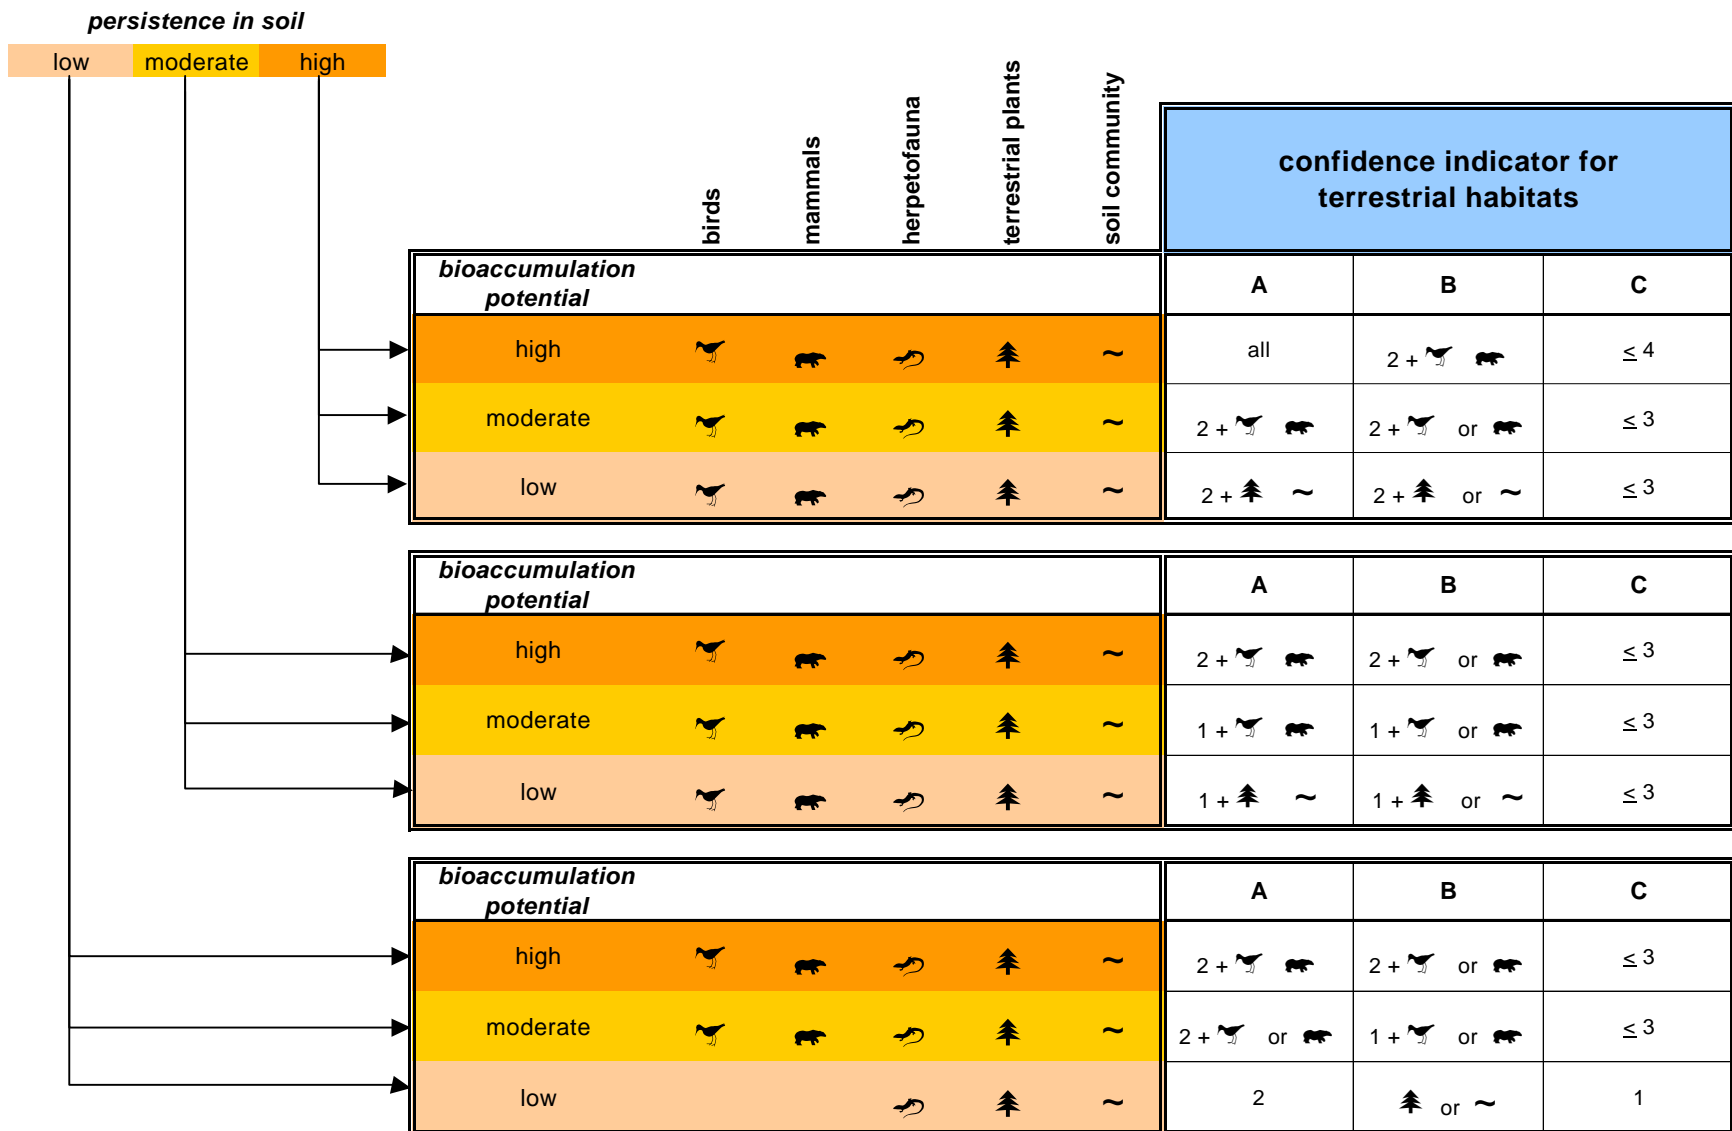 persistence in soil
low moderate high
birds
mammals
herpetofauna
terrestrial plants
soil community
confidence indicator for
terrestrial habitats
bioaccumulation
potential
A B C
high all 2 + ≤ 4
moderate 2 + 2 + or ≤ 3
low 2 + ~ 2 + or ~ ≤ 3
bioaccumulation
potential
A B C
high 2 + 2 + or ≤ 3
moderate 1 + 1 + or ≤ 3
low 1 + ~ 1 + or ~ ≤ 3
bioaccumulation
potential
A B C
high 2 + 2 + or ≤ 3
moderate 2 + or 1 + or ≤ 3
low 2 or ~ 1